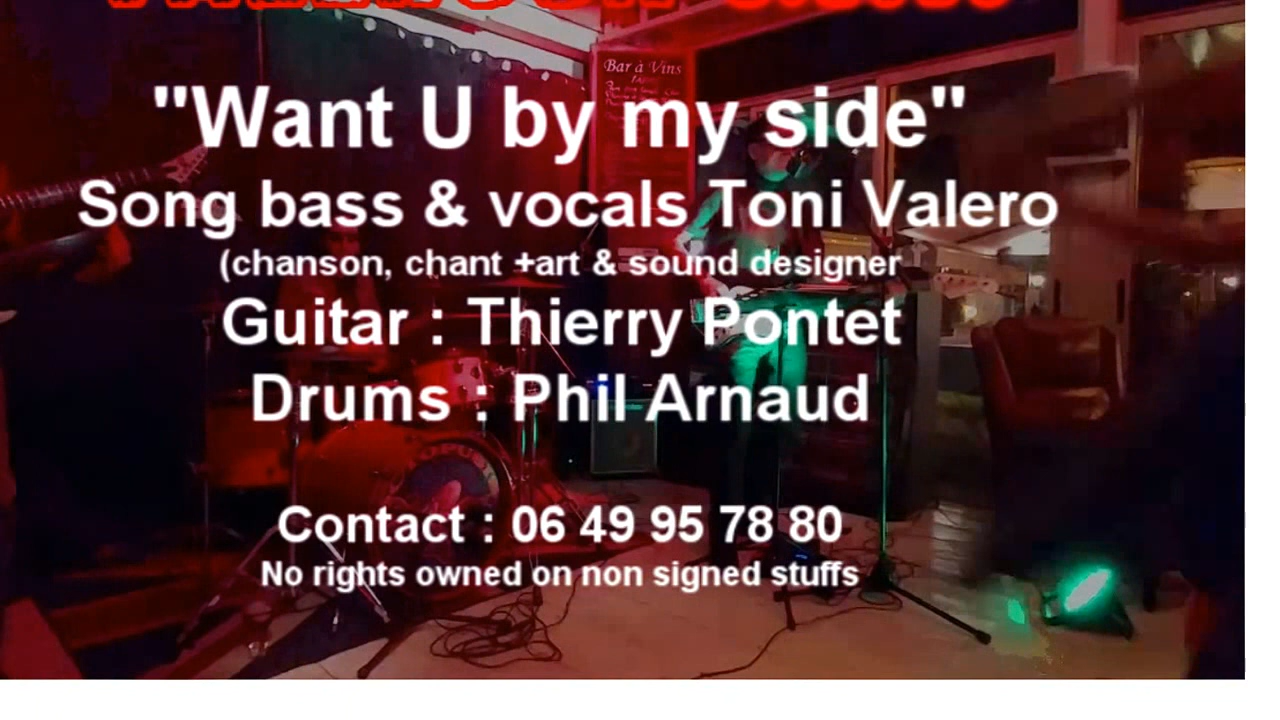 Bar à Vins
"Want U by my side"
Song bass & vocals Toni Valero
(chanson, chant +art & sound designer
Guitar : Thierry Pontet
Drums : Phil Arnaud
Contact : 06 49 95 78 80
No rights owned on non signed stuffs